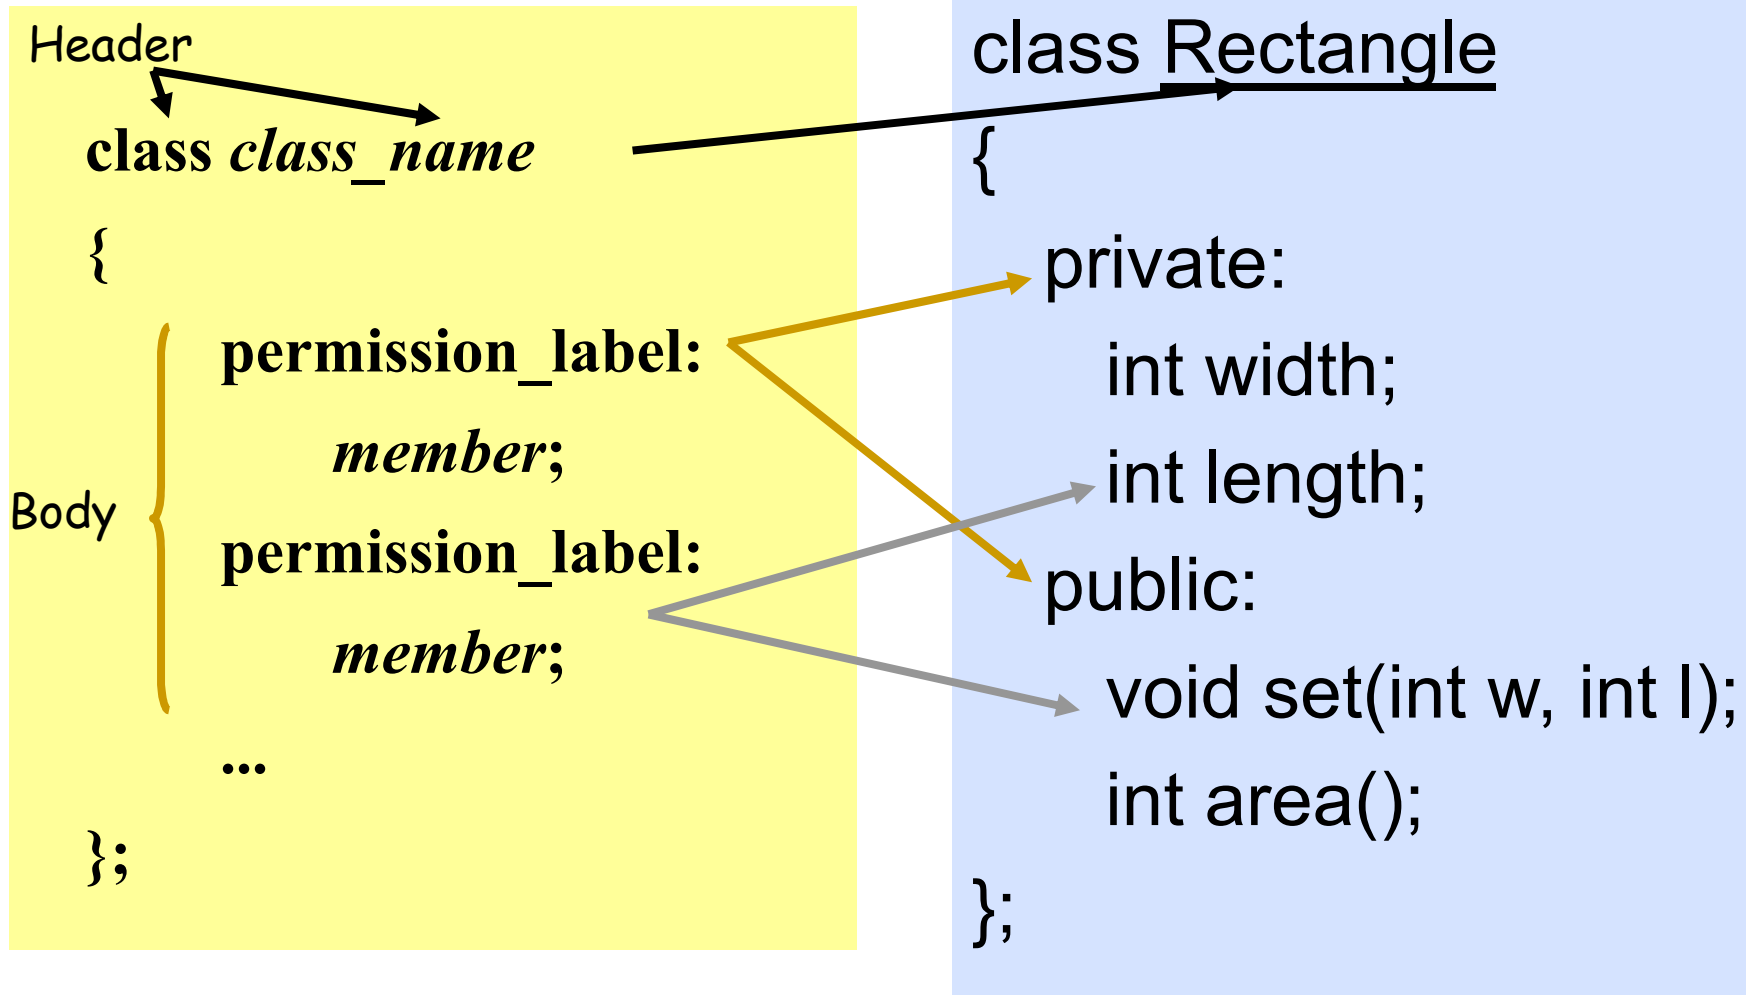 Header
class class_name
{
permission_label:
member;
Body
permission_label:
member;
...
};
class Rectangle
{
private:
int width;
int length;
public:
void set(int w, int l);
int area();
};